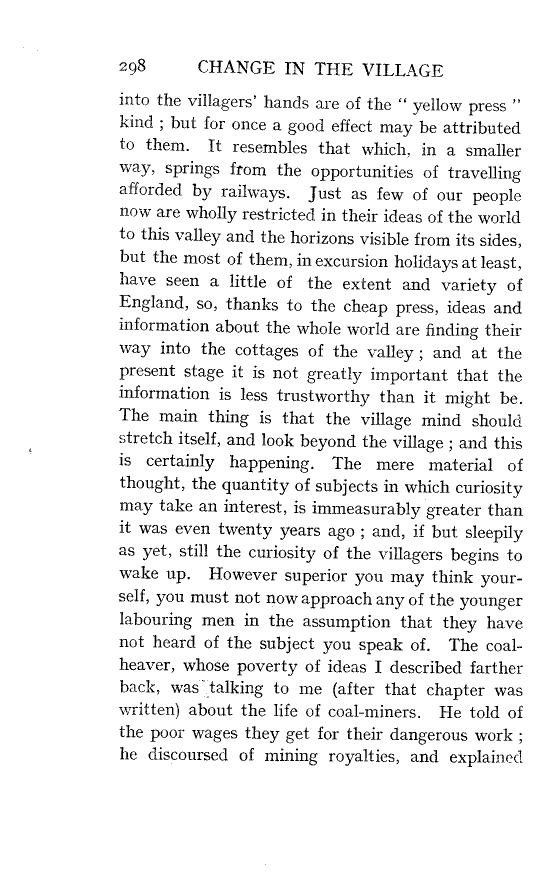 298 CHANGE IN THE VILLAGE
into the villagers' hands are of the “ yellow press ”
kind ; but for once a good effect may be attributed
to them. It resembles that which, in a smaller
way, springs from the opportunities of travelling
afforded by railways. Just as few of our people
now are wholly restricted in their ideas of the world
to this valley and the horizons visible from its sides,
but the most of them, in excursion holidays at least,
have seen a little of the extent and variety of
England, so, thanks to the cheap press, ideas and
information about the whole world are finding their
way into the cottages of the valley ; and at the
present stage it is not greatly important that the
information is less trustworthy than it might be.
The main thing is that the village mind should
stretch itself, and look beyond the village ; and this
is certainly happening. The mere material of
thought, the quantity of subjects in which curiosity
may take an interest, is immeasurably greater than
it was even twenty years ago ; and, if but sleepily
as yet, still the curiosity of the villagers begins to
wake up. However superior you may think your-
self, you must not now approach any of the younger
labouring men in the assumption that they have
not heard of the subject you speak of. The coal-
heaver, whose poverty of ideas I described farther
back, was talking to me (after that chapter was
written) about the life of coal-miners. He told of
the poor wages they get for their dangerous work ;
he discoursed of mining royalties, and explained